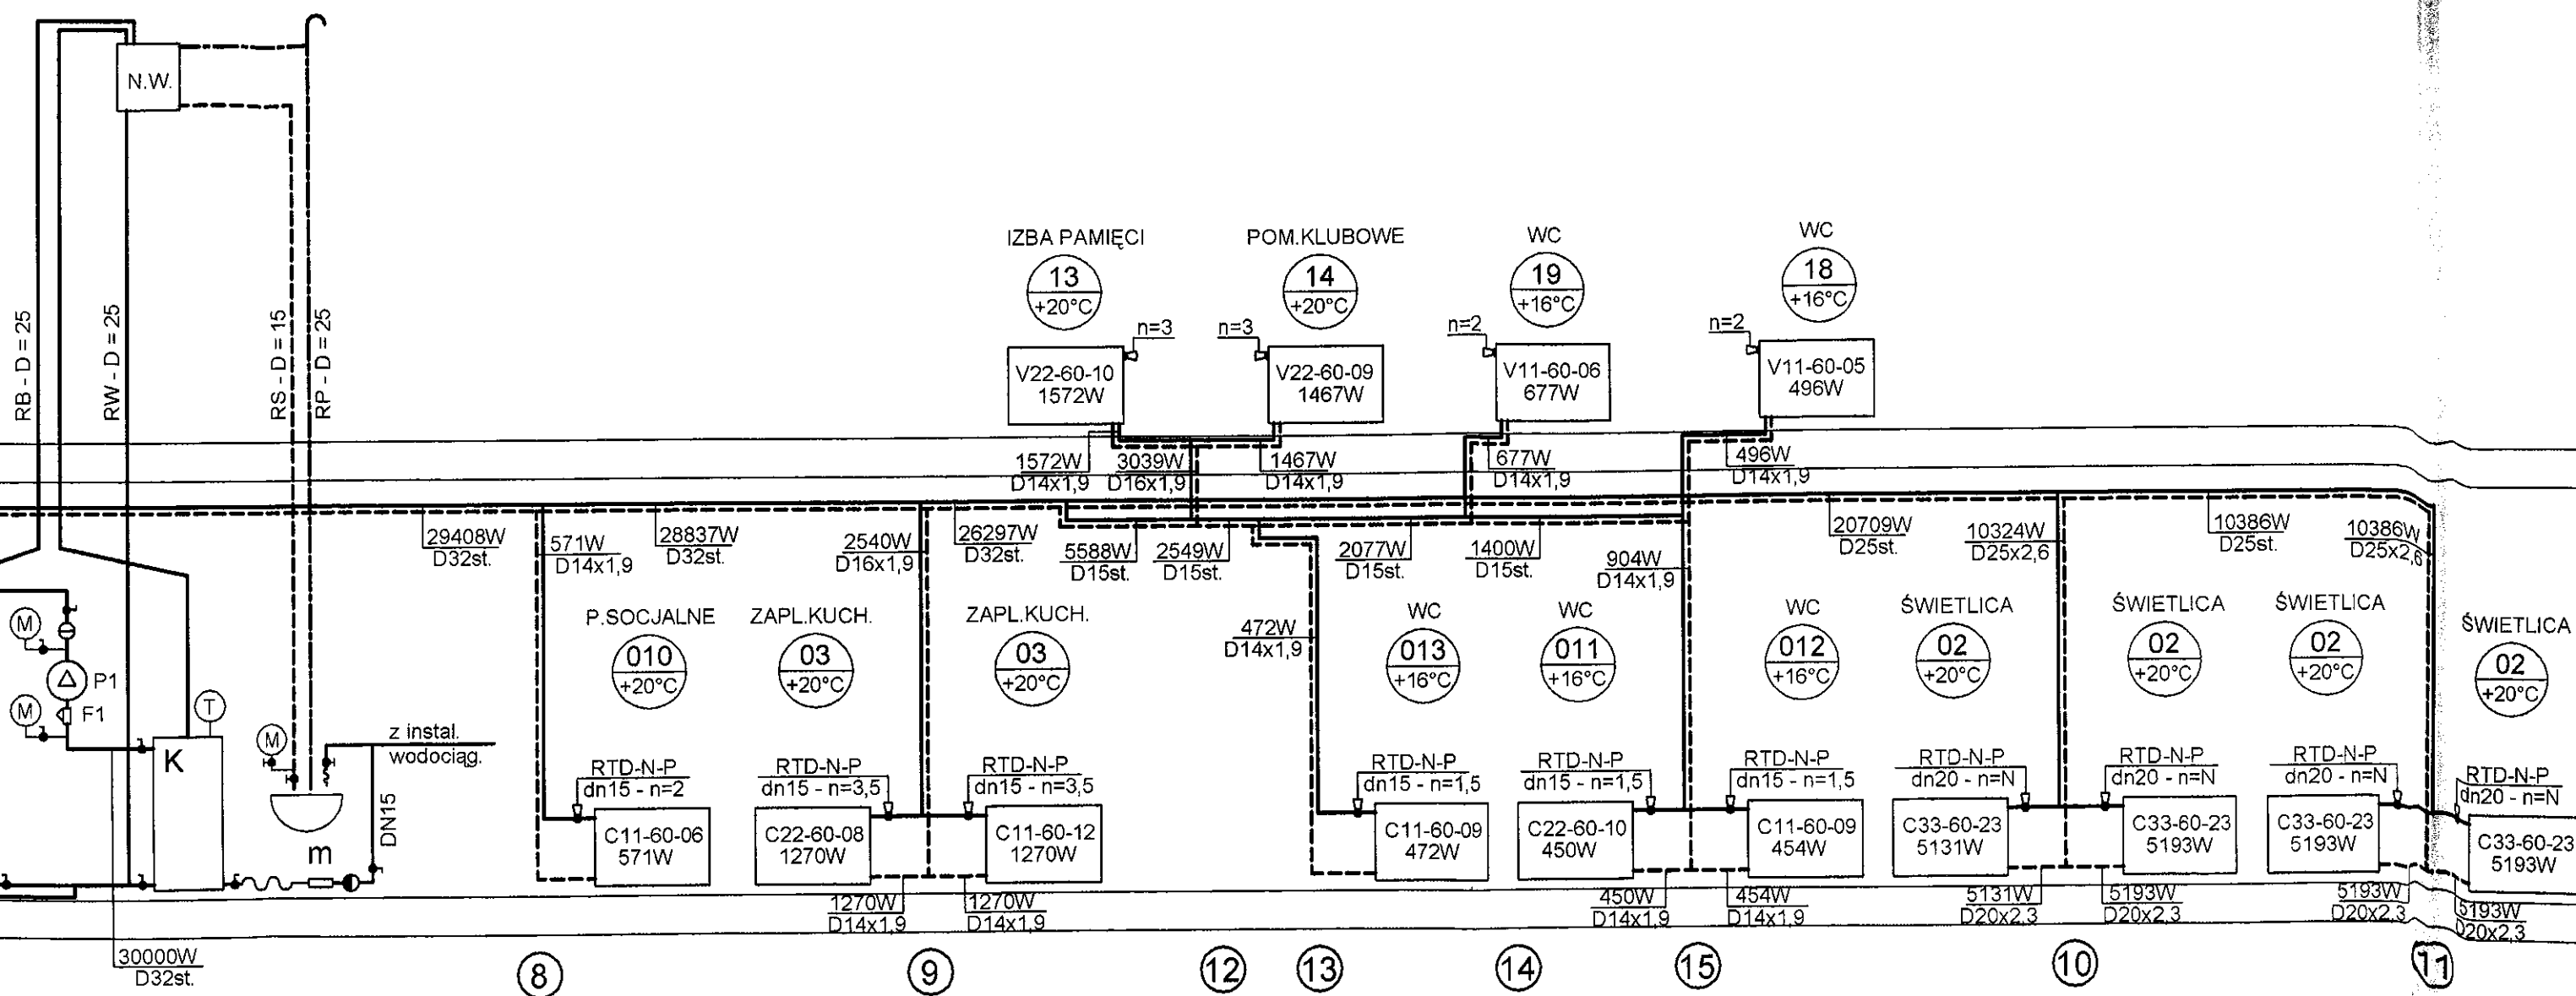 N.W.
RB - D = 25
RW - D = 25
RS - D = 15
RP - D = 25
IZBA PAMIĘCI
13
+20°C
n=3
V22-60-10
1572W
POM.KLUBOWE
14
+20°C
n=3
V22-60-09
1467W
WC
19
+16°C
n=2
V11-60-06
677W
WC
18
+16°C
n=2
V11-60-05
496W
1572W
D14x1,9
3039W
D16x1,9
1467W
D14x1,9
677W
D14x1,9
496W
D14x1,9
29408W
D32st.
571W
D14x1,9
28837W
D32st.
2540W
D16x1,9
26297W
D32st.
5588W
D15st.
2549W
D15st.
2077W
D15st.
1400W
D15st.
904W
D14x1,9
20709W
D25st.
10324W
D25x2,6
10386W
D25st.
10386W
D25x2,6
472W
D14x1,9
M
P1
M
F1
T
K
M
z instal.
wodociąg.
DN15
m
30000W
D32st.
P.SOCJALNE
010
+20°C
RTD-N-P
dn15 - n=2
C11-60-06
571W
ZAPL.KUCH.
03
+20°C
RTD-N-P
dn15 - n=3,5
C22-60-08
1270W
ZAPL.KUCH.
03
+20°C
RTD-N-P
dn15 - n=3,5
C11-60-12
1270W
WC
013
+16°C
RTD-N-P
dn15 - n=1,5
C11-60-09
472W
WC
011
+16°C
RTD-N-P
dn15 - n=1,5
C22-60-10
450W
WC
012
+16°C
RTD-N-P
dn15 - n=1,5
C11-60-09
454W
ŚWIETLICA
02
+20°C
RTD-N-P
dn20 - n=N
C33-60-23
5131W
ŚWIETLICA
02
+20°C
RTD-N-P
dn20 - n=N
C33-60-23
5193W
ŚWIETLICA
02
+20°C
RTD-N-P
dn20 - n=N
C33-60-23
5193W
ŚWIETLICA
02
+20°C
RTD-N-P
dn20 - n=N
C33-60-23
5193W
1270W
D14x1,9
1270W
D14x1,9
450W
D14x1,9
454W
D14x1,9
5131W
D20x2,3
5193W
D20x2,3
5193W
D20x2,3
5193W
D20x2,3
8
9
12
13
14
15
10
11